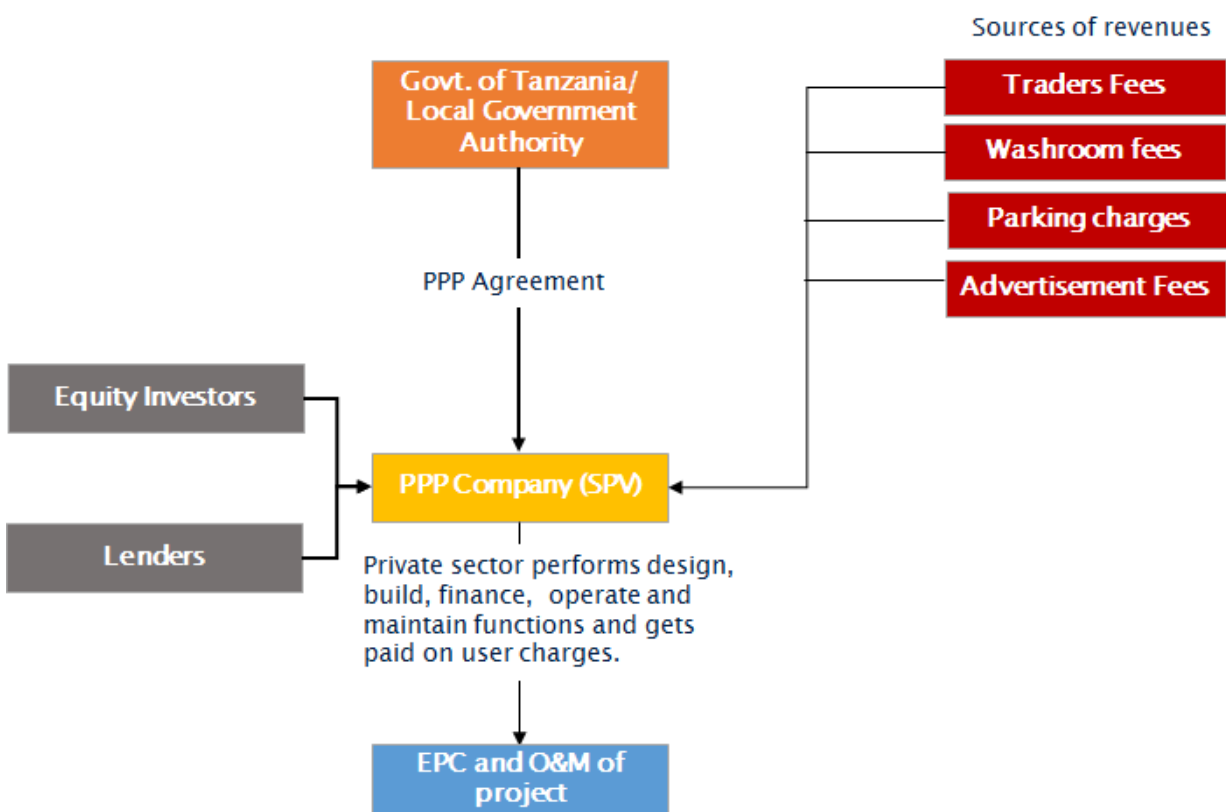 Sources of revenues
Govt. of Tanzania/
Local Government
Authority
Traders Fees
Washroom fees
Parking charges
Advertisement Fees
PPP Agreement
Equity Investors
Lenders
PPP Company (SPV)
Private sector performs design,
build, finance, operate and
maintain functions and gets
paid on user charges.
EPC and O&M of
project